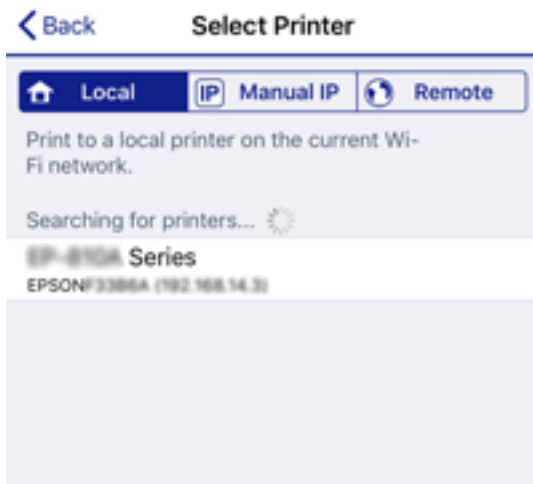 Back Select Printer
Local IP Manual IP Remote
Print to a local printer on the current Wi-
Fi network.
Searching for printers...
Series
EPSON